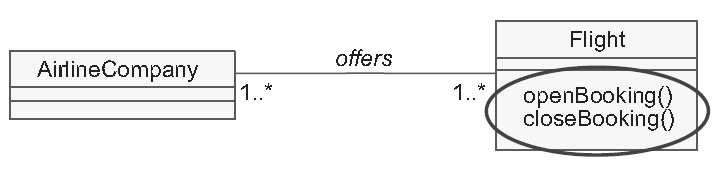 Flight
offers
AirlineCompany
1..*
1..*
openBooking()
closeBooking()